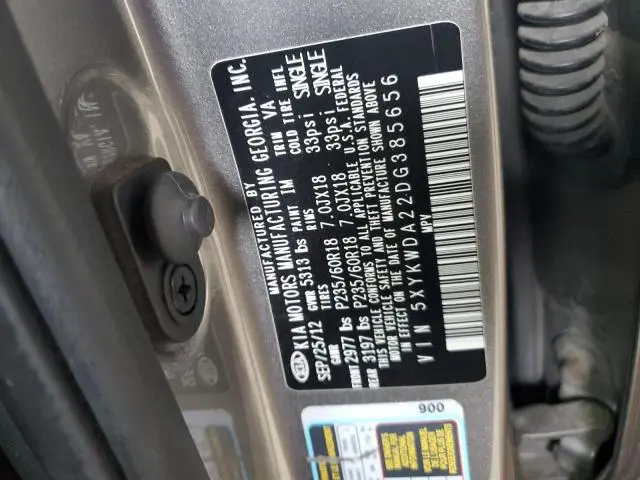 MANUFACTURED BY
KIA KIA MOTORS MANUFACTURING GEORGIA, INC.
SEP/25/12 GVWR 5313 lbs PAINT IM TRIM VA
GAWR TIRES RIMS COLD TIRE INFL
FRONT 2977 lbs P235/60R18 7.0JX18 33psi SINGLE
REAR 3197 lbs P235/60R18 7.0JX18 33psi SINGLE
THIS VEHICLE CONFORMS TO ALL APPLICABLE U.S.A. FEDERAL
MOTOR VEHICLE SAFETY AND THEFT PREVENTION STANDARDS
IN EFFECT ON THE DATE OF MANUFACTURE SHOWN ABOVE
VIN 5XYKWDA22DG385656
MPV
900